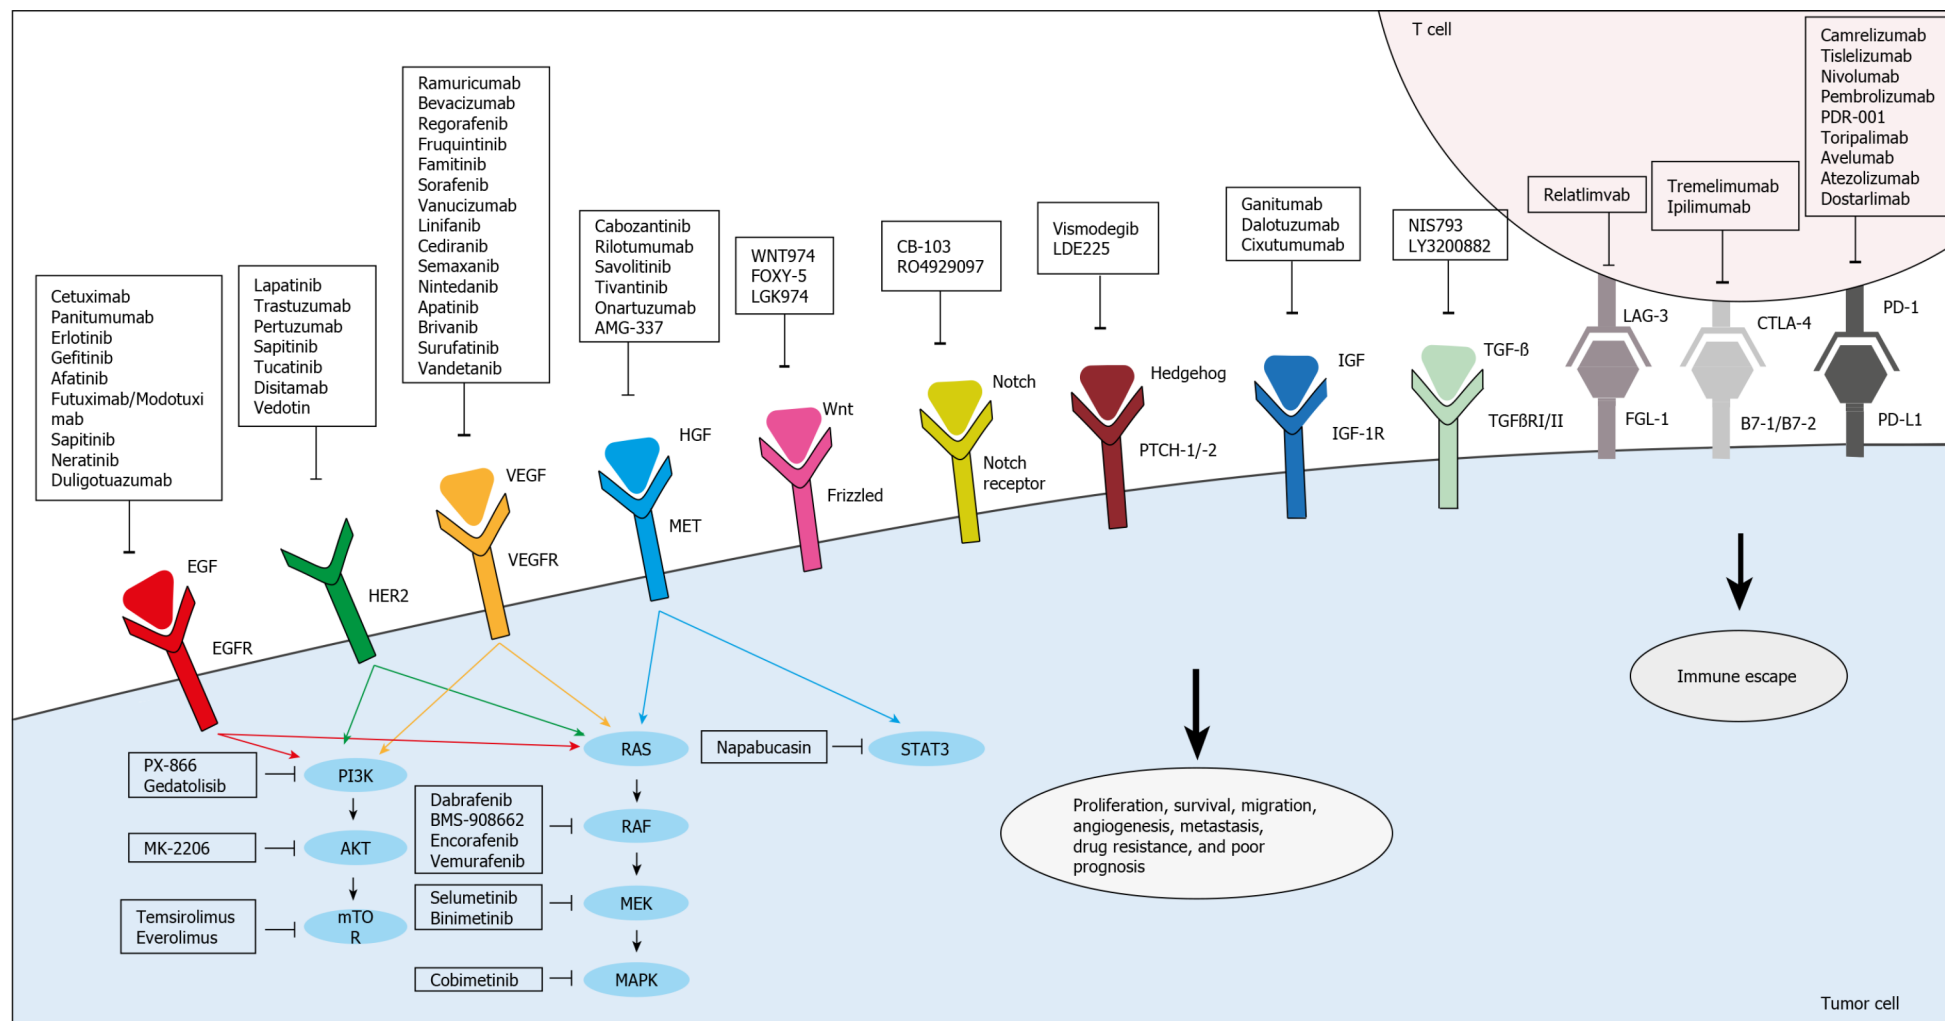 T cell
Camrelizumab
Tislelizumab
Nivolumab
Pembrolizumab
PDR-001
Toripalimab
Avelumab
Atezolizumab
Dostarlimab
Ramuricumab
Bevacizumab
Regorafenib
Fruquintinib
Famitinib
Sorafenib
Vanucizumab
Linifanib
Cediranib
Semaxanib
Nintedanib
Apatinib
Brivanib
Surufatinib
Vandetanib
Relatlimvab
Tremelimumab
Ipilimumab
Cabozantinib
Rilotumumab
Savolitinib
Tivantinib
Onartuzumab
AMG-337
WNT974
FOXY-5
LGK974
CB-103
RO4929097
Vismodegib
LDE225
Ganitumab
Dalotuzumab
Cixutumumab
NIS793
LY3200882
Cetuximab
Panitumumab
Erlotinib
Gefitinib
Afatinib
Futuximab/Modotuxi
mab
Sapitinib
Neratinib
Duligotuazumab
Lapatinib
Trastuzumab
Pertuzumab
Sapitinib
Tucatinib
Disitamab
Vedotin
EGF
EGFR
HER2
VEGF
VEGFR
HGF
MET
Wnt
Frizzled
Notch
Notch
receptor
Hedgehog
PTCH-1/-2
IGF
IGF-1R
TGF-ß
TGFßRI/II
LAG-3
FGL-1
CTLA-4
B7-1/B7-2
PD-1
PD-L1
Immune escape
PX-866
Gedatolisib
PI3K
MK-2206
AKT
Temsirolimus
Everolimus
mTO
R
RAS
Dabrafenib
BMS-908662
Encorafenib
Vemurafenib
RAF
Selumetinib
Binimetinib
MEK
Cobimetinib
MAPK
Napabucasin
STAT3
Proliferation, survival, migration,
angiogenesis, metastasis,
drug resistance, and poor
prognosis
Tumor cell